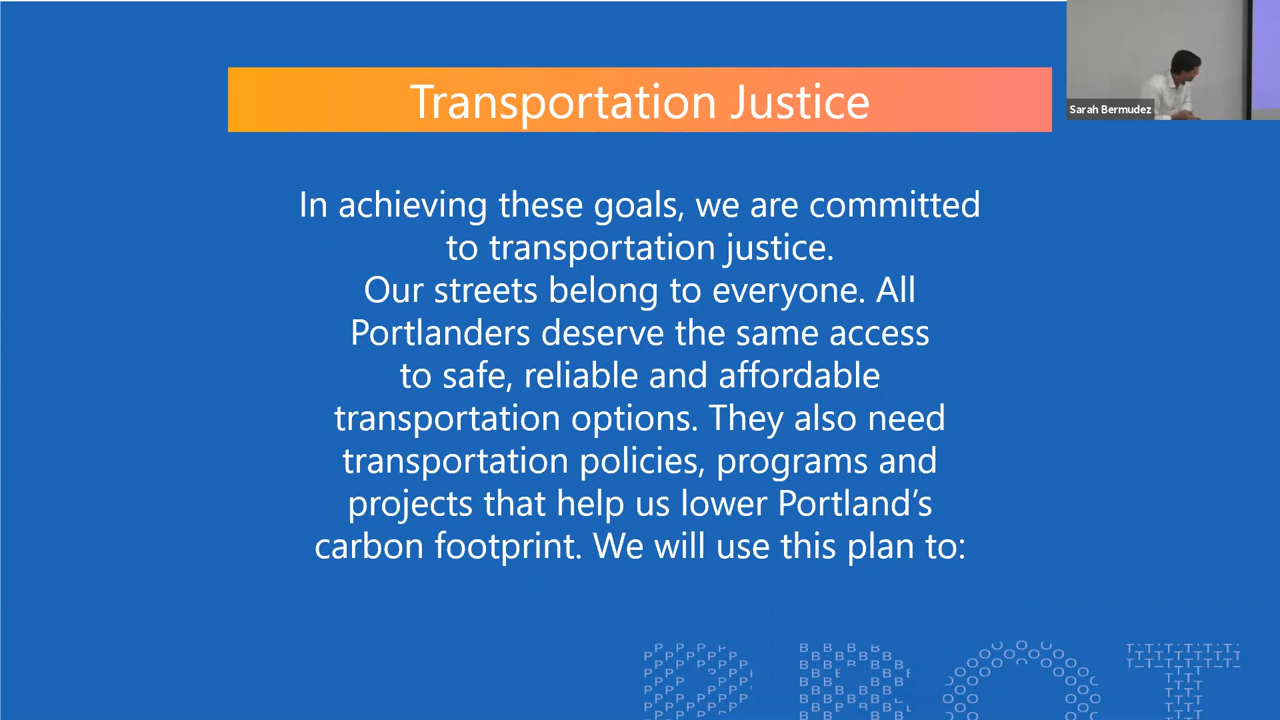 Transportation Justice
Sarah Bermudez
In achieving these goals, we are committed
to transportation justice.
Our streets belong to everyone. All
Portlanders deserve the same access
to safe, reliable and affordable
transportation options. They also need
transportation policies, programs and
projects that help us lower Portland’s
carbon footprint. We will use this plan to:
PBOT